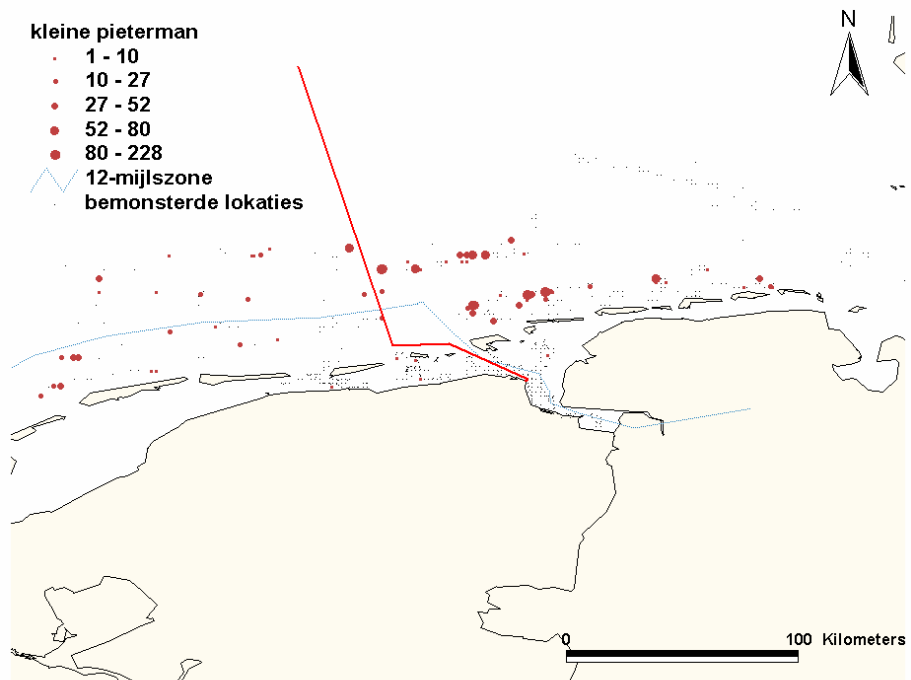 kleine pieterman
1 - 10
10 - 27
27 - 52
52 - 80
80 - 228
12-mijlszone
bemonsterde lokaties
N
0 100 Kilometers